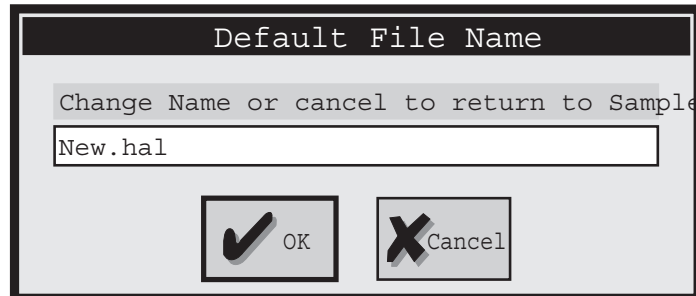 Default File Name
Change Name or cancel to return to Sample
New.hal
OK Cancel